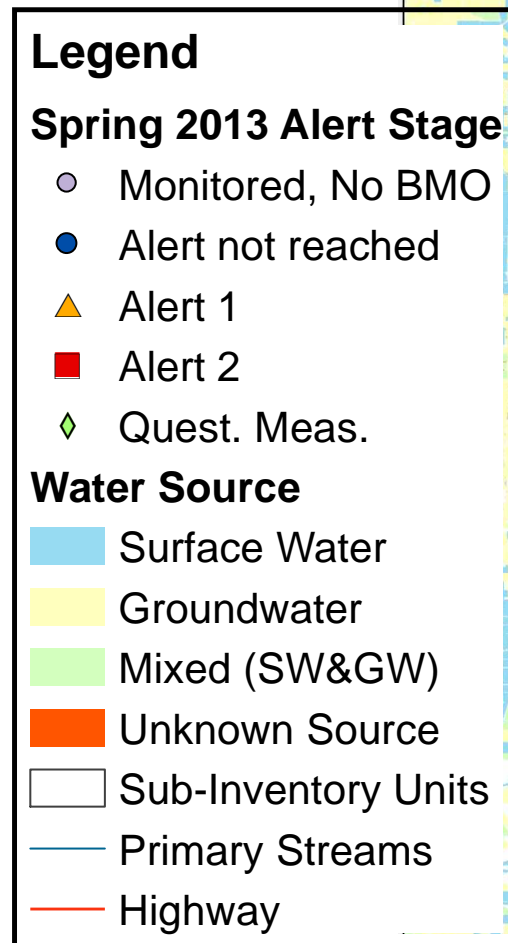 Legend
Spring 2013 Alert Stage
Monitored, No BMO
Alert not reached
Alert 1
Alert 2
Quest. Meas.
Water Source
Surface Water
Groundwater
Mixed (SW&GW)
Unknown Source
Sub-Inventory Units
Primary Streams
Highway